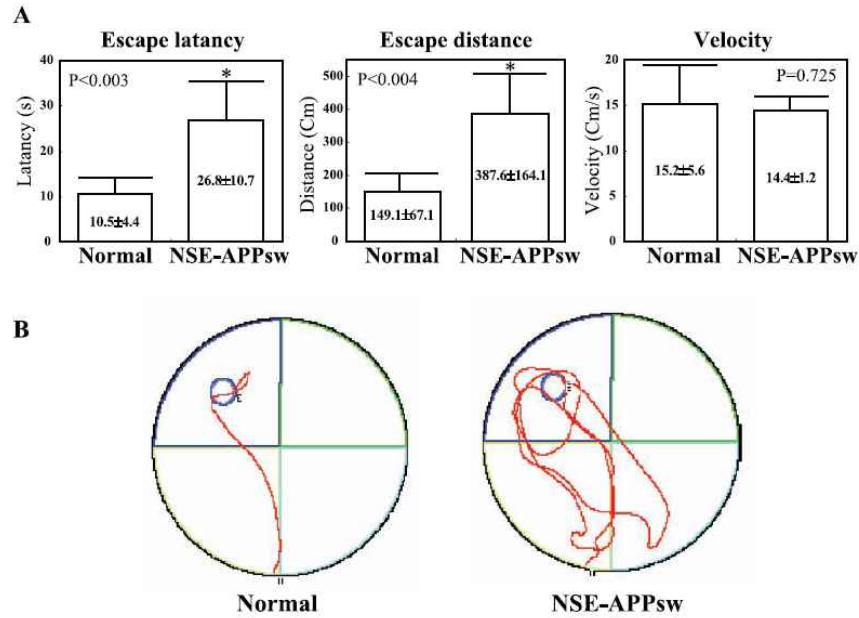 A
Escape latancy
Escape distance
Velocity
P<0.003
*
40
30
20
10
0
Latancy (s)
10.5±4.4
26.8±10.7
Normal
NSE-APPsw
P<0.004
*
500
400
300
200
100
0
Distance (Cm)
149.1±67.1
387.6±164.1
Normal
NSE-APPsw
P=0.725
20
15
10
5
0
Velocity (Cm/s)
15.2±5.6
14.4±1.2
Normal
NSE-APPsw
B
Normal
NSE-APPsw